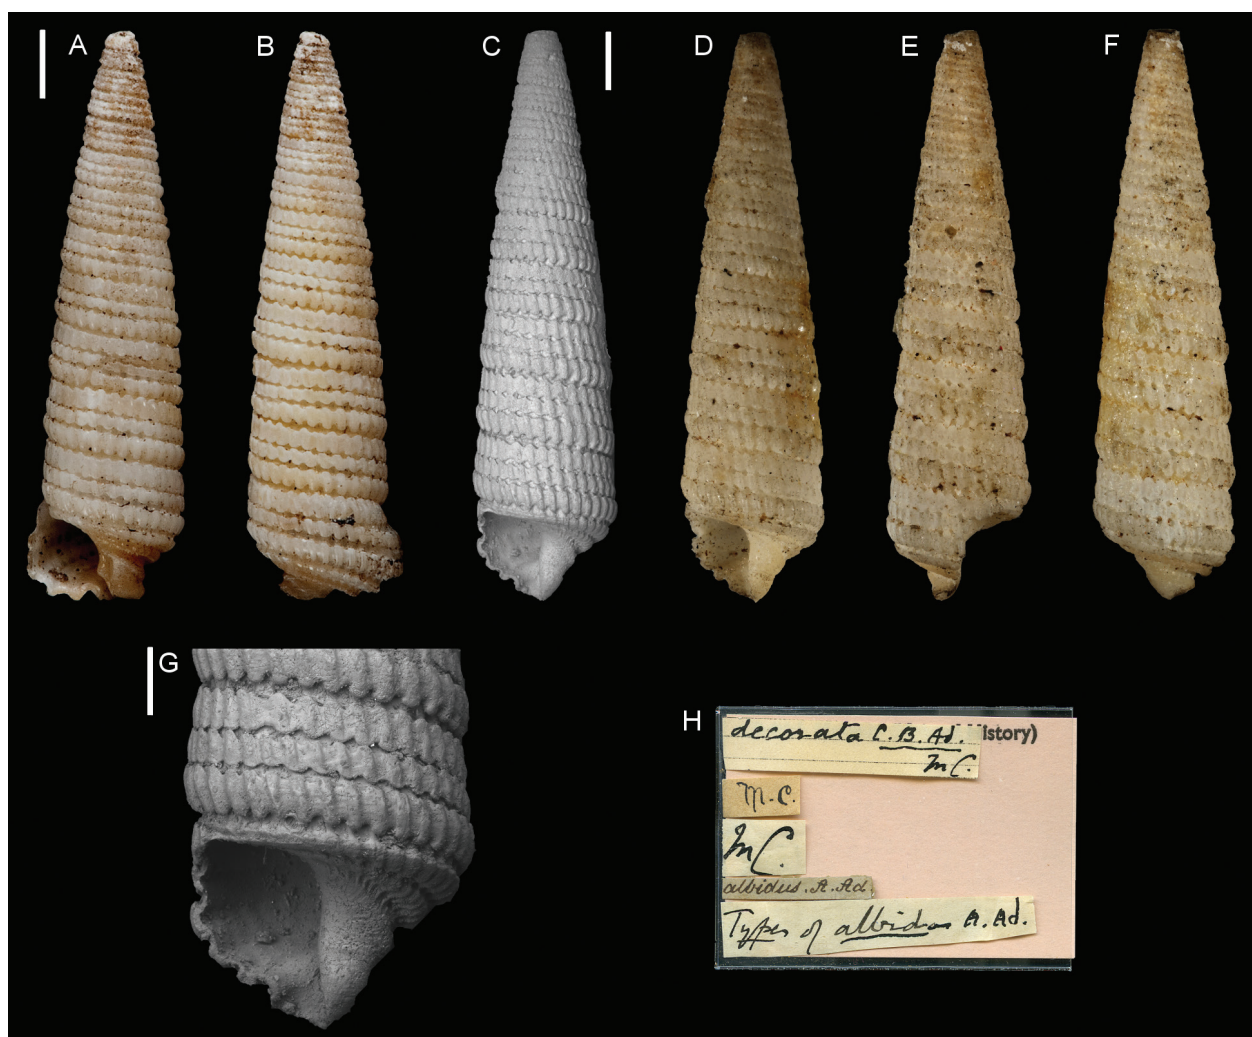 A
B
C
D
E
F
G
H
decorata C. B. Ad. istory)
M C.
M. C.
M C.
albidus. A. Ad.
Types of albidus A. Ad.